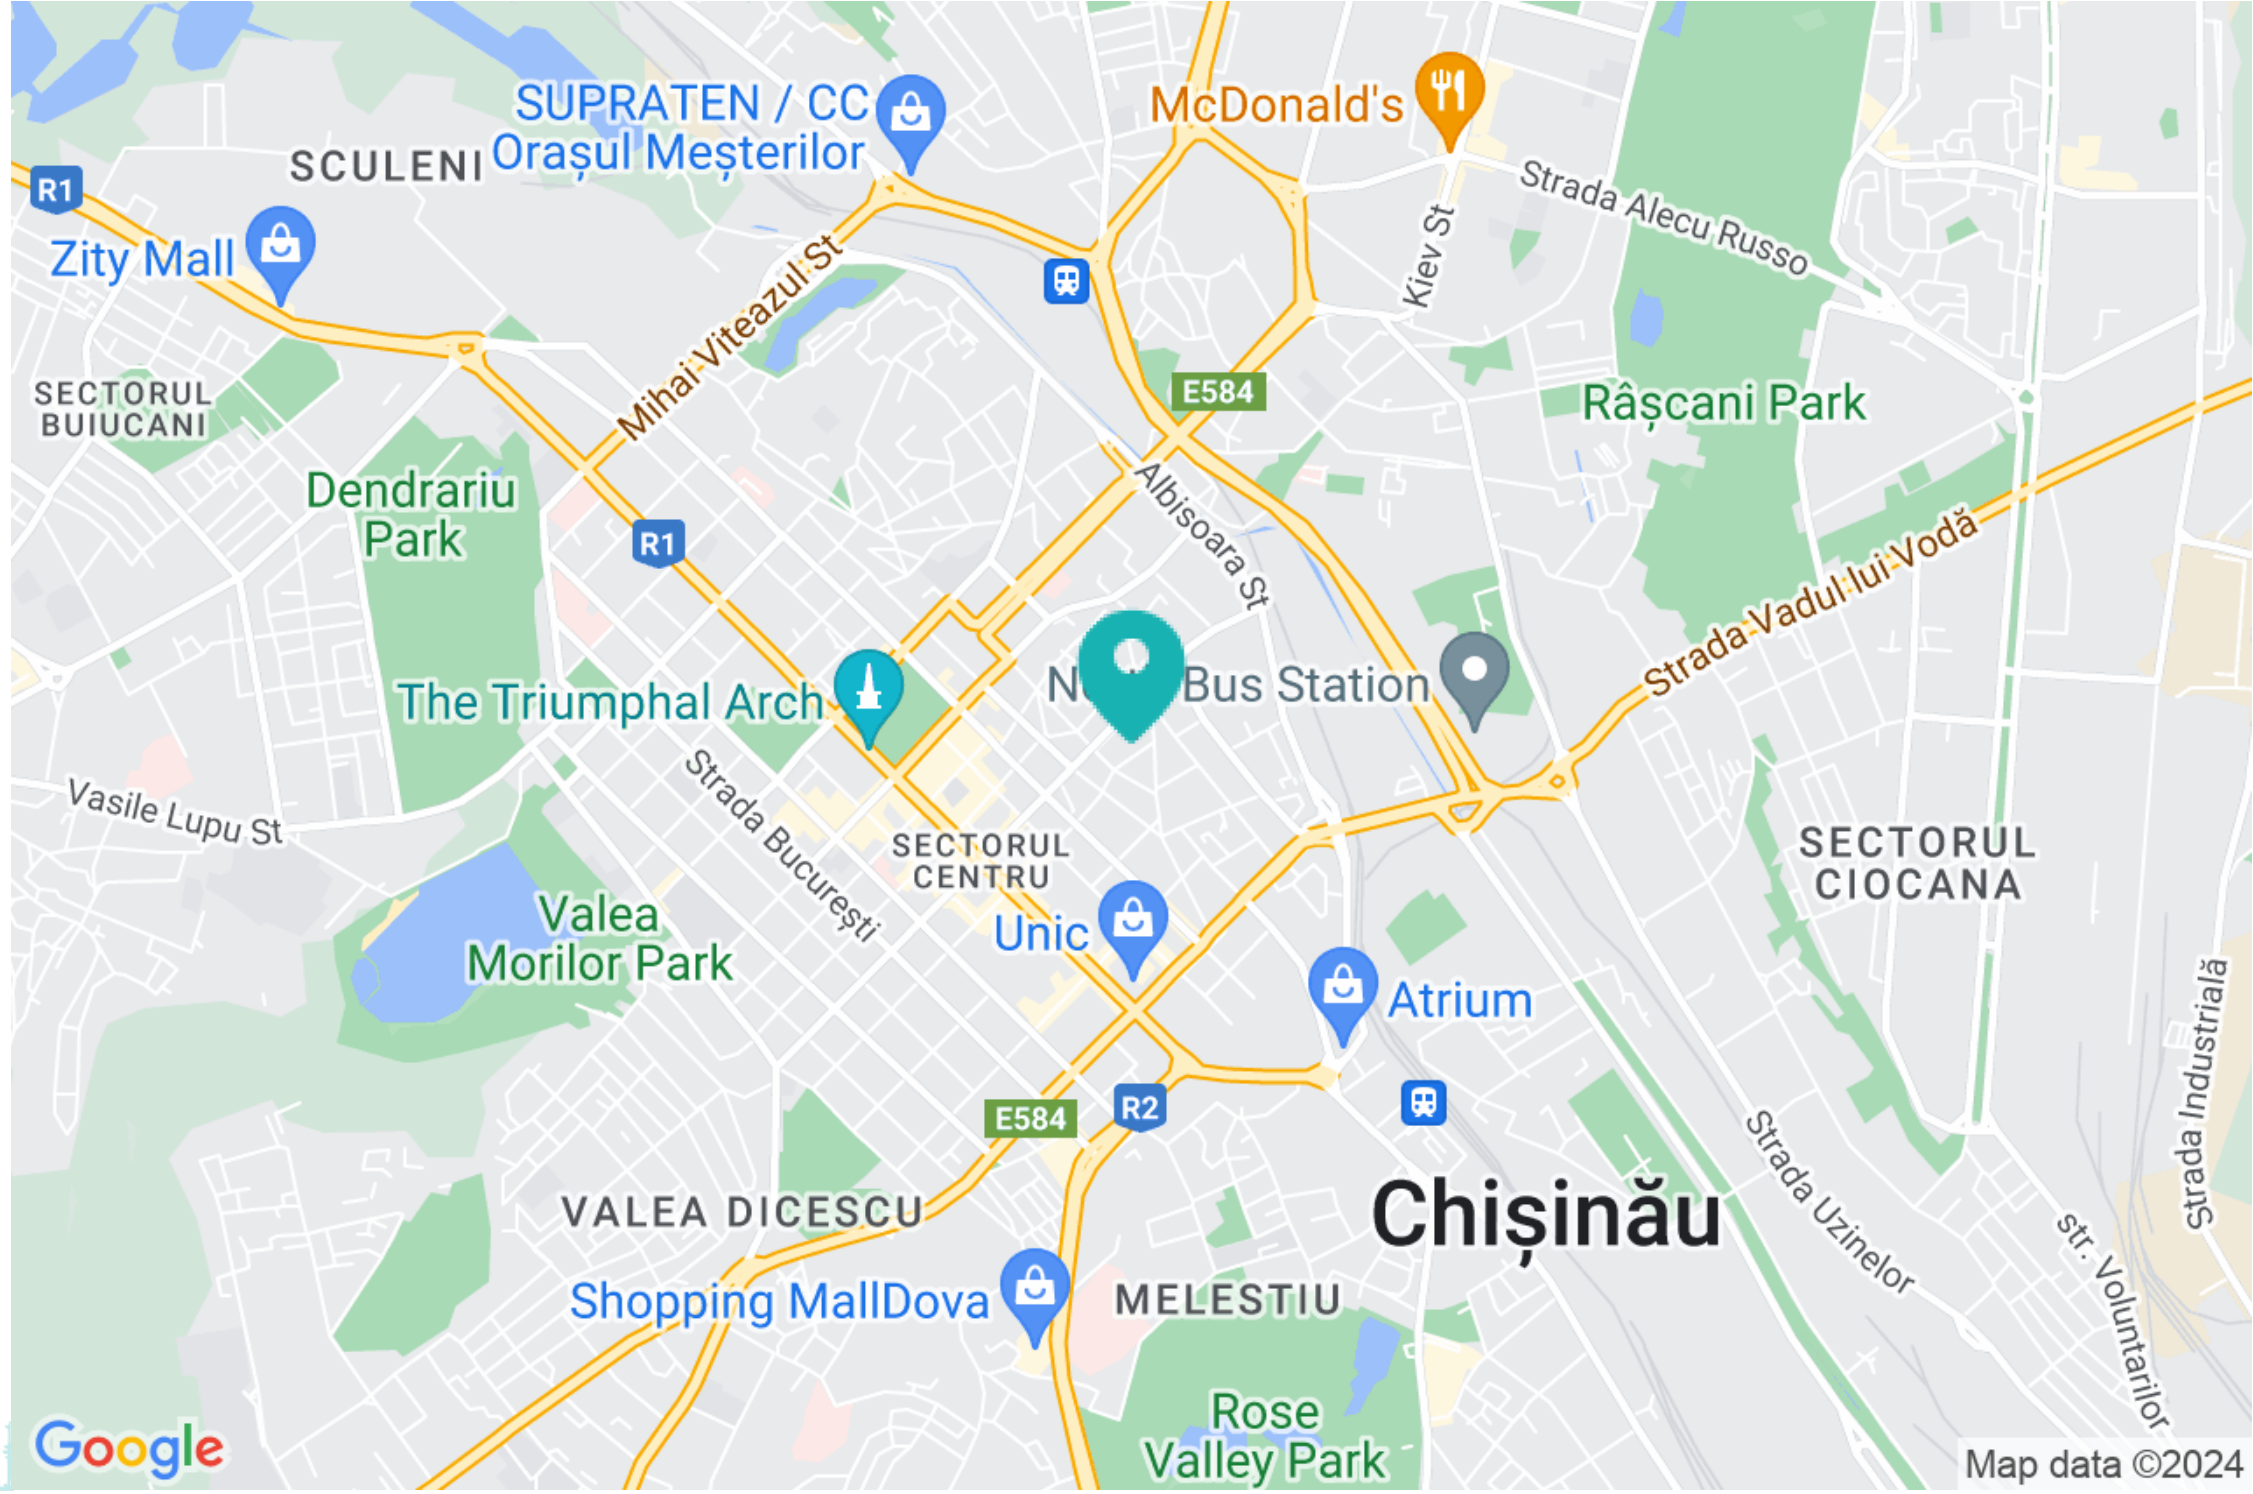 SUPRATEN / CC
Orașul Meșterilor
McDonald's
SCULENI
R1
Zity Mall
Strada Alecu Russo
Kiev St
Mihai Viteazul St
SECTORUL
BUIUCANI
E584
Râșcani Park
Dendrariu
Park
R1
Albișoara St
Strada Vadul lui Vodă
The Triumphal Arch
Bus Station
Strada București
Vasile Lupu St
SECTORUL
CENTRU
SECTORUL
CIOCANA
Valea
Morilor Park
Unic
Atrium
Strada Industrială
E584
R2
Strada Uzinelor
VALEA DICESCU
Chișinău
str. Voluntarilor
Shopping MallDova
MELESTIU
Rose
Valley Park
Google
Map data ©2024